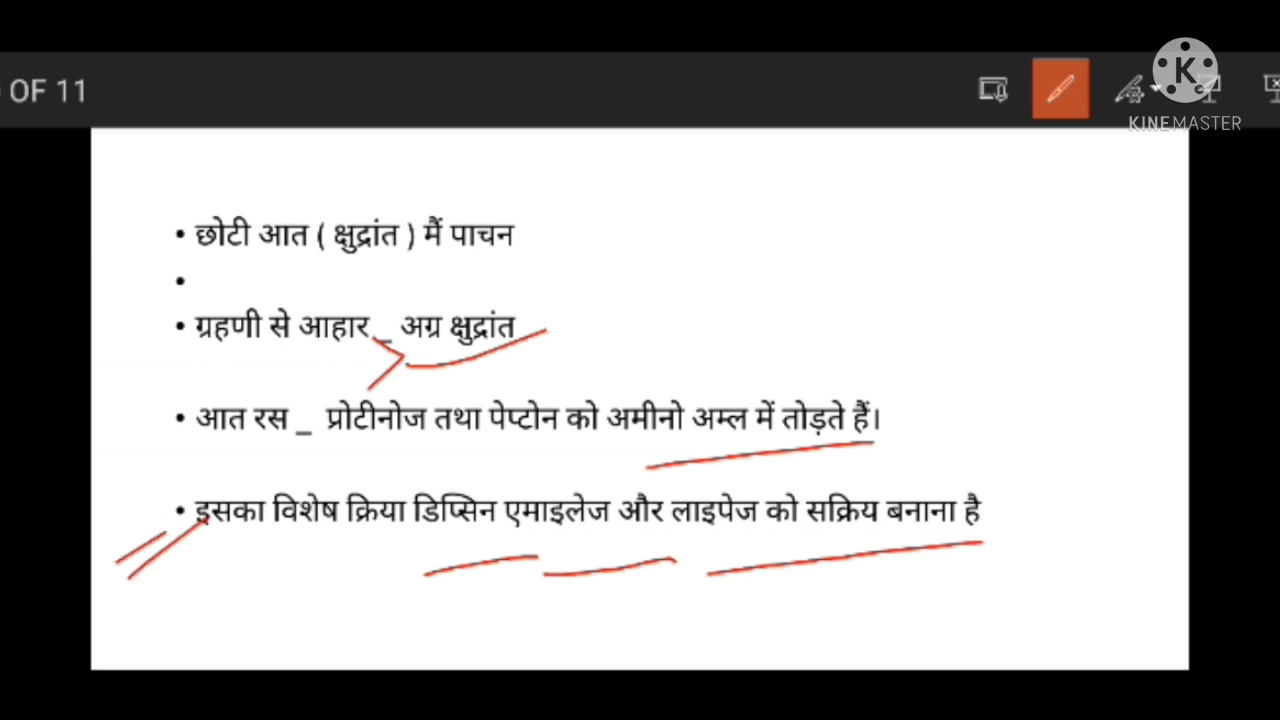 OF 11
K
KINEMASTER
• छोटी आत ( क्षुद्रांत ) मैं पाचन
•
• ग्रहणी से आहार _ अग्र क्षुद्रांत
• आत रस _ प्रोटीनोज तथा पेप्टोन को अमीनो अम्ल में तोड़ते हैं।
• इसका विशेष क्रिया डिप्सिन एमाइलेज और लाइपेज को सक्रिय बनाना है